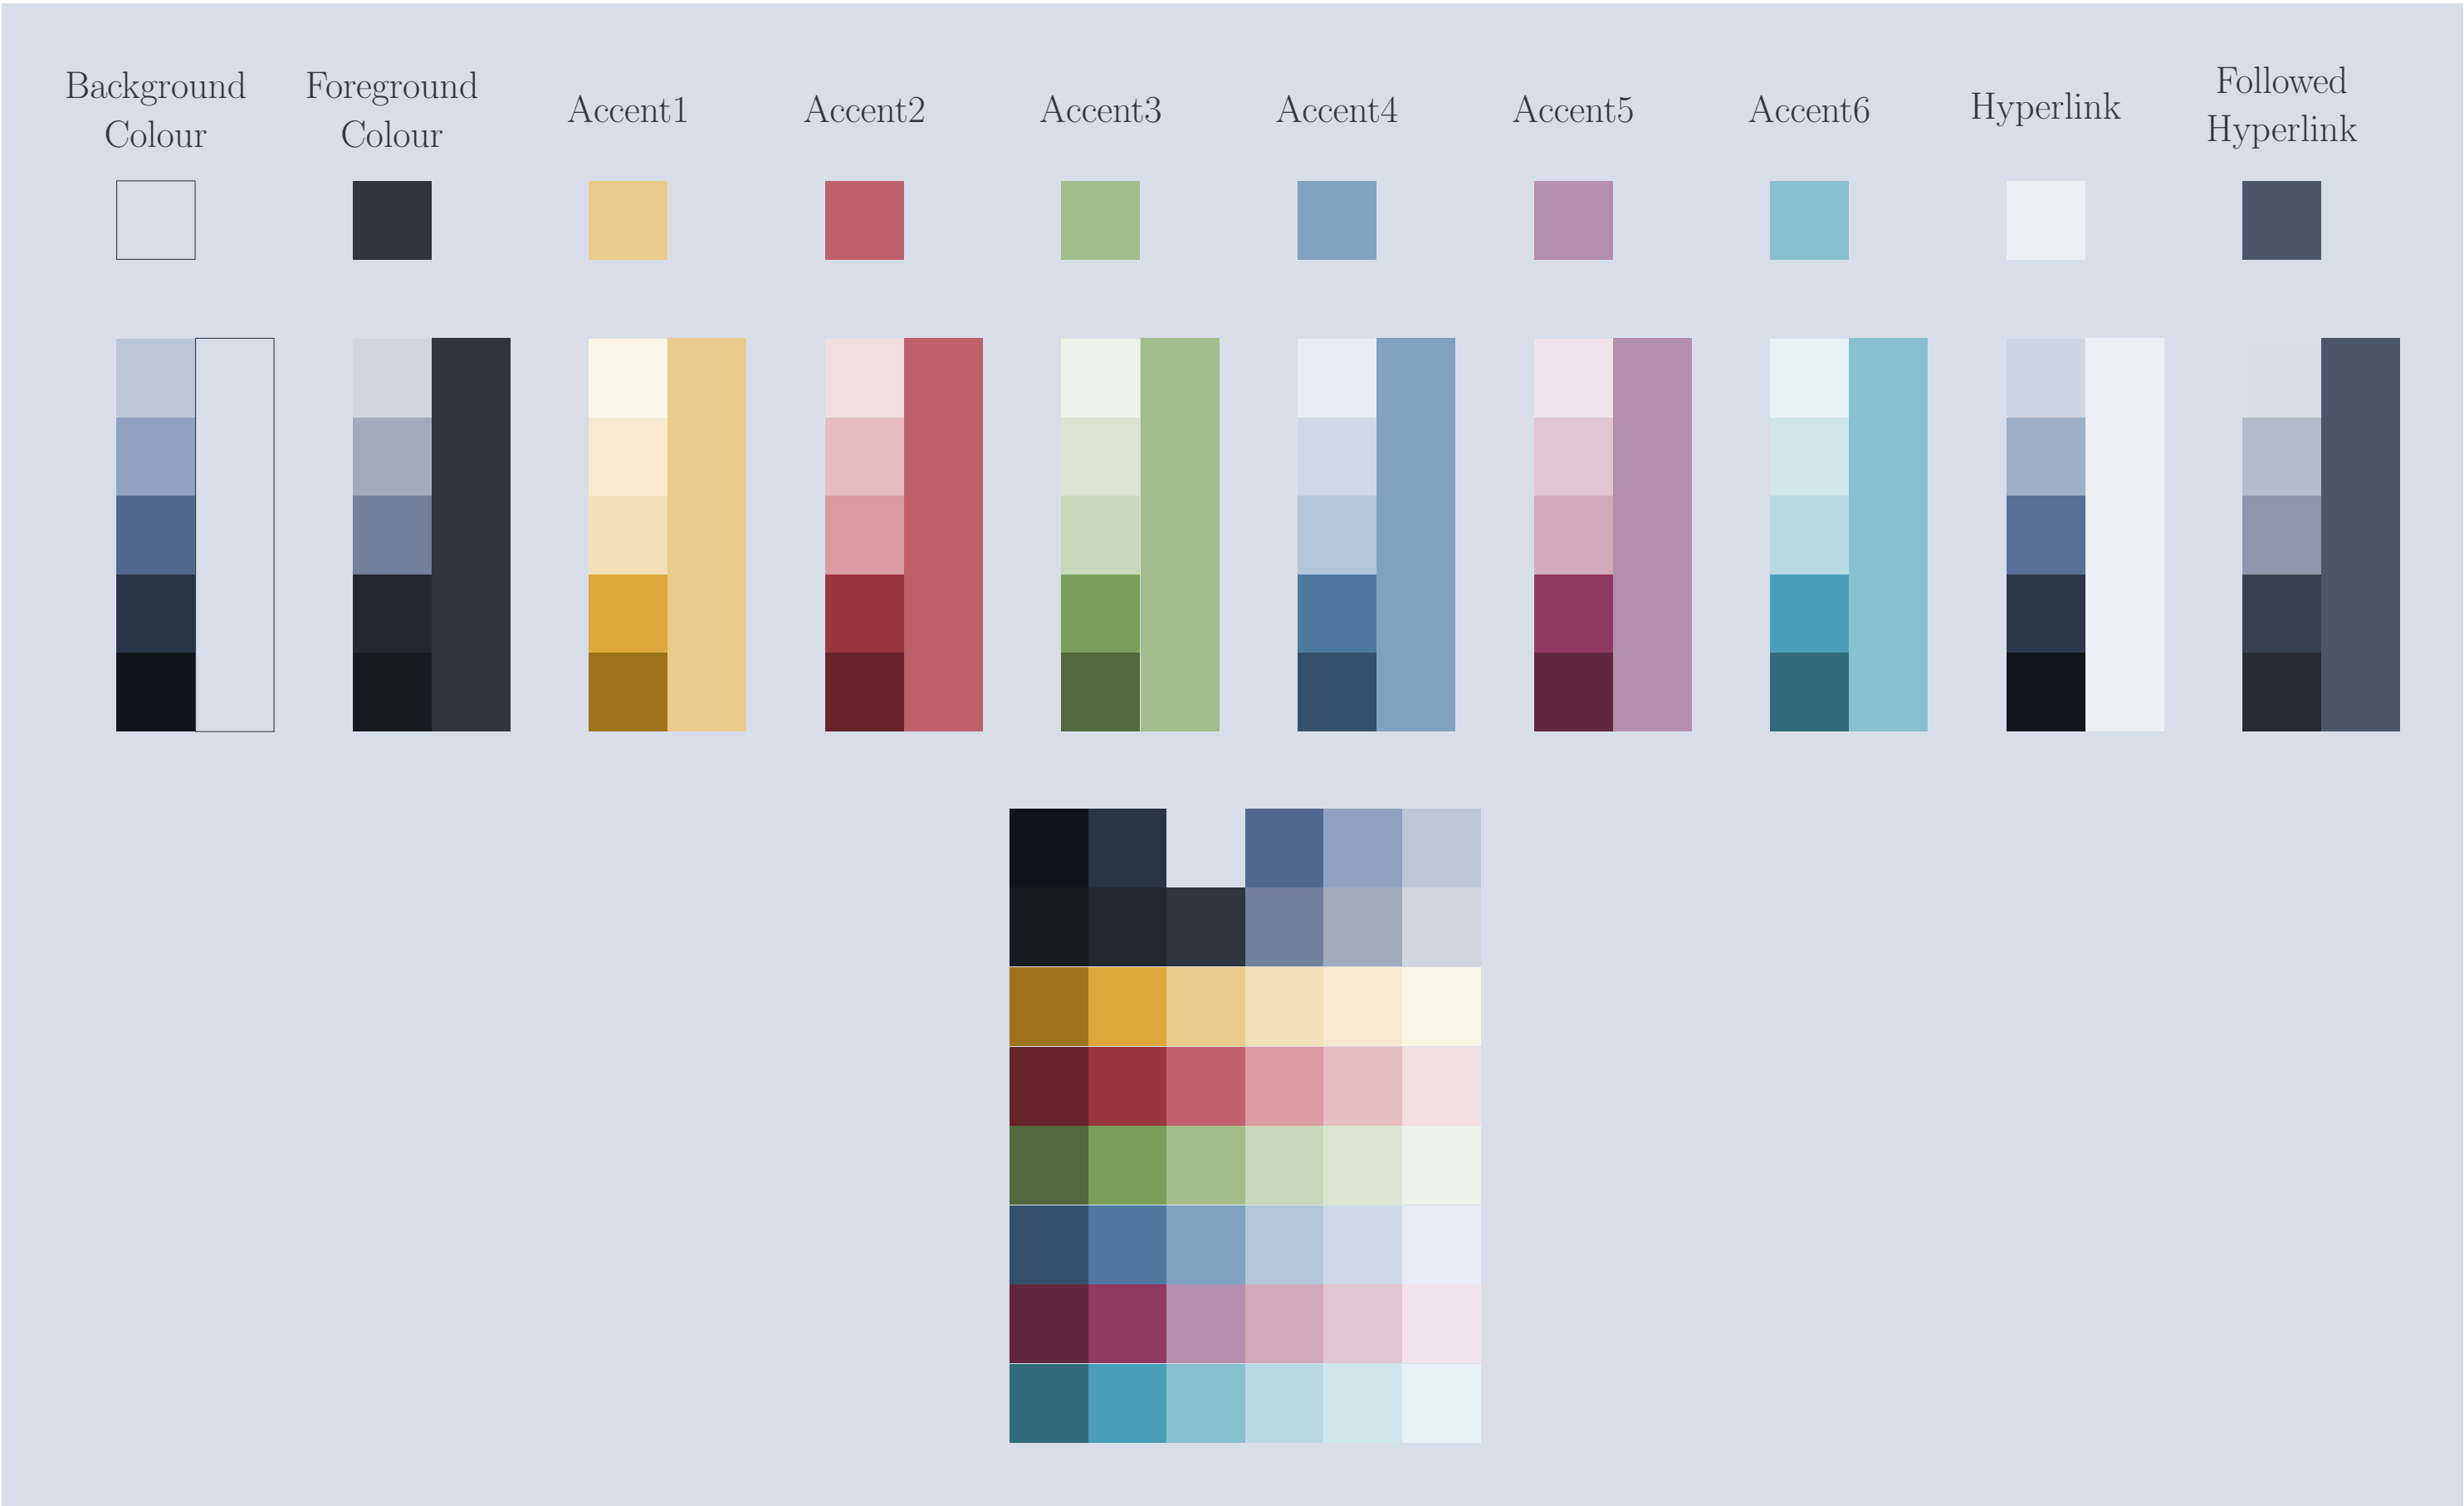 Background
Colour
Foreground
Colour
Accent1
Accent2
Accent3
Accent4
Accent5
Accent6
Hyperlink
Followed
Hyperlink